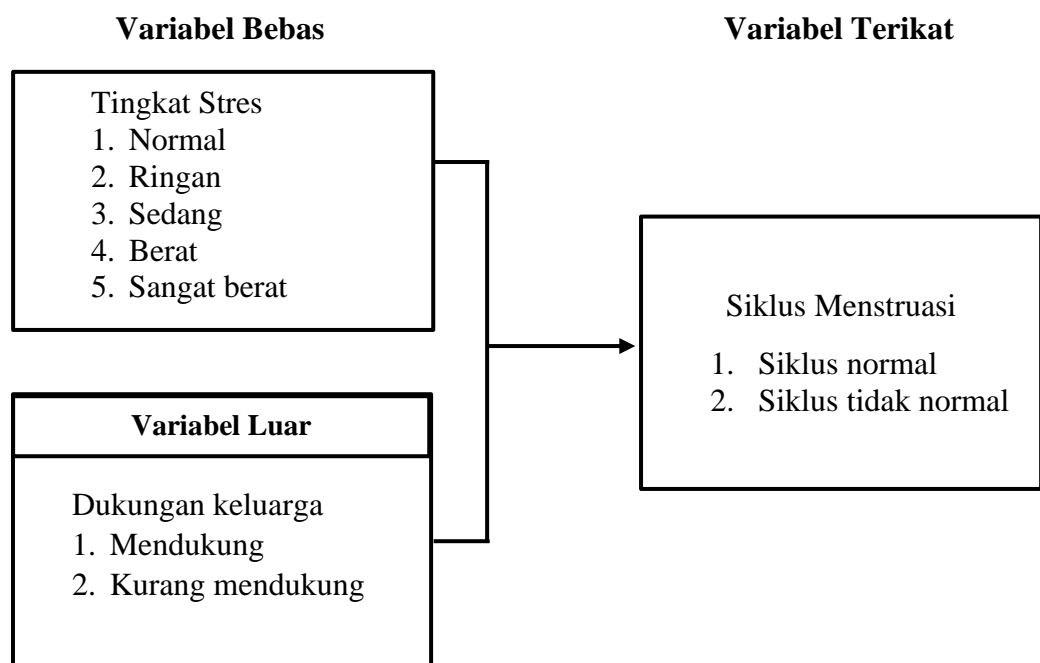 Variabel Bebas
Tingkat Stres
1. Normal
2. Ringan
3. Sedang
4. Berat
5. Sangat berat
Variabel Luar
Dukungan keluarga
1. Mendukung
2. Kurang mendukung
Variabel Terikat
Siklus Menstruasi
1. Siklus normal
2. Siklus tidak normal